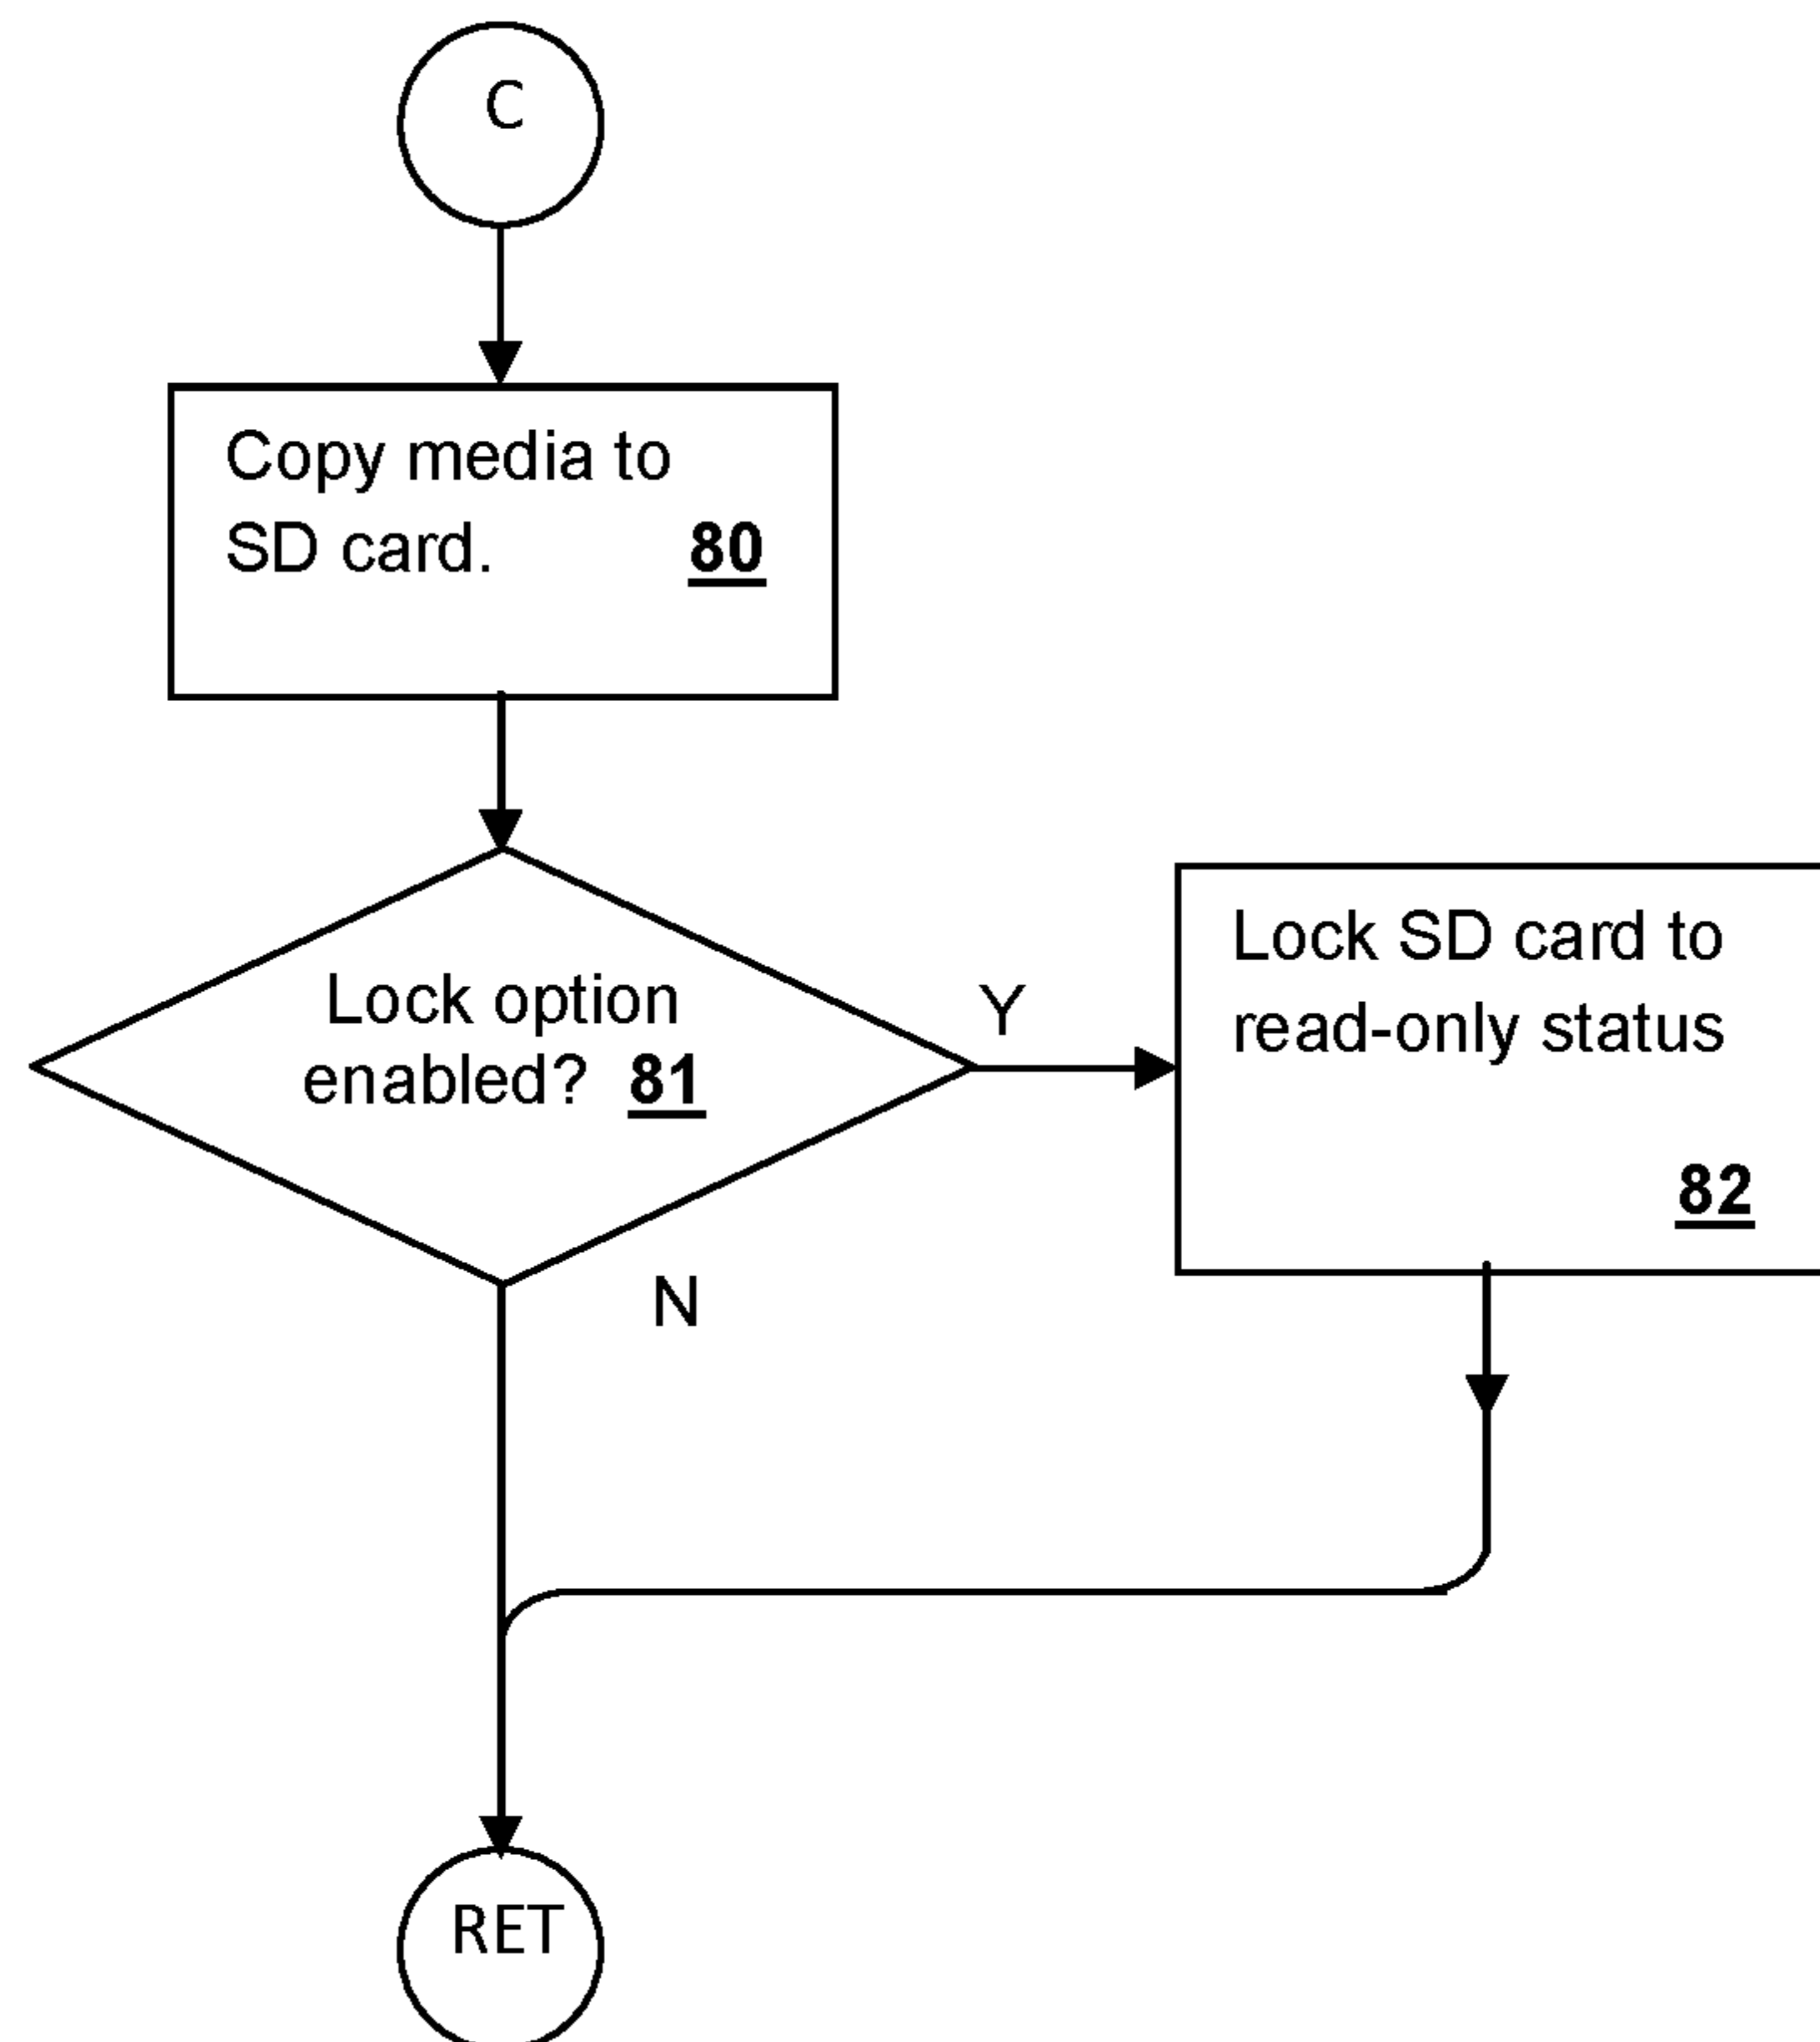 C
Copy media to
SD card. 80
Lock option
enabled? 81
Y
Lock SD card to
read-only status
82
N
RET